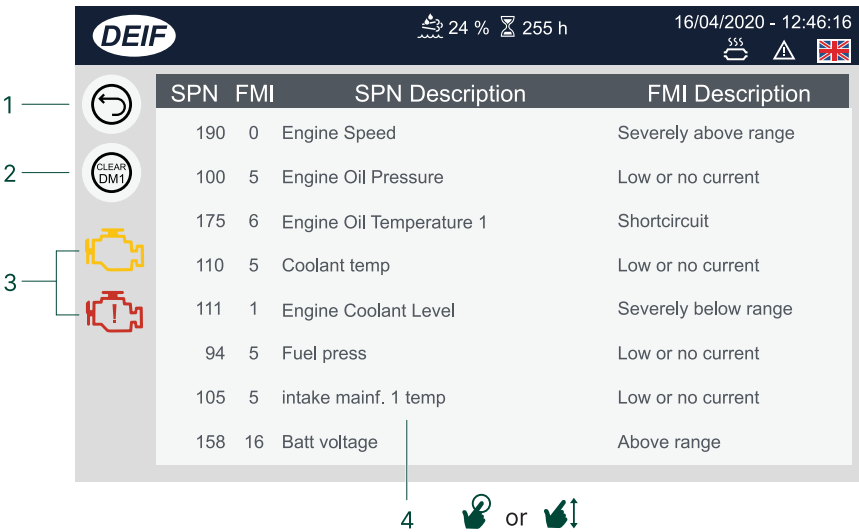 DEIF
24 % 255 h
16/04/2020 - 12:46:16
SPN FMI SPN Description FMI Description
1
190 0 Engine Speed Severely above range
2
CLEAR
DM1
100 5 Engine Oil Pressure Low or no current
175 6 Engine Oil Temperature 1 Shortcircuit
110 5 Coolant temp Low or no current
3
!
111 1 Engine Coolant Level Severely below range
94 5 Fuel press Low or no current
105 5 intake mainf. 1 temp Low or no current
158 16 Batt voltage Above range
4 or